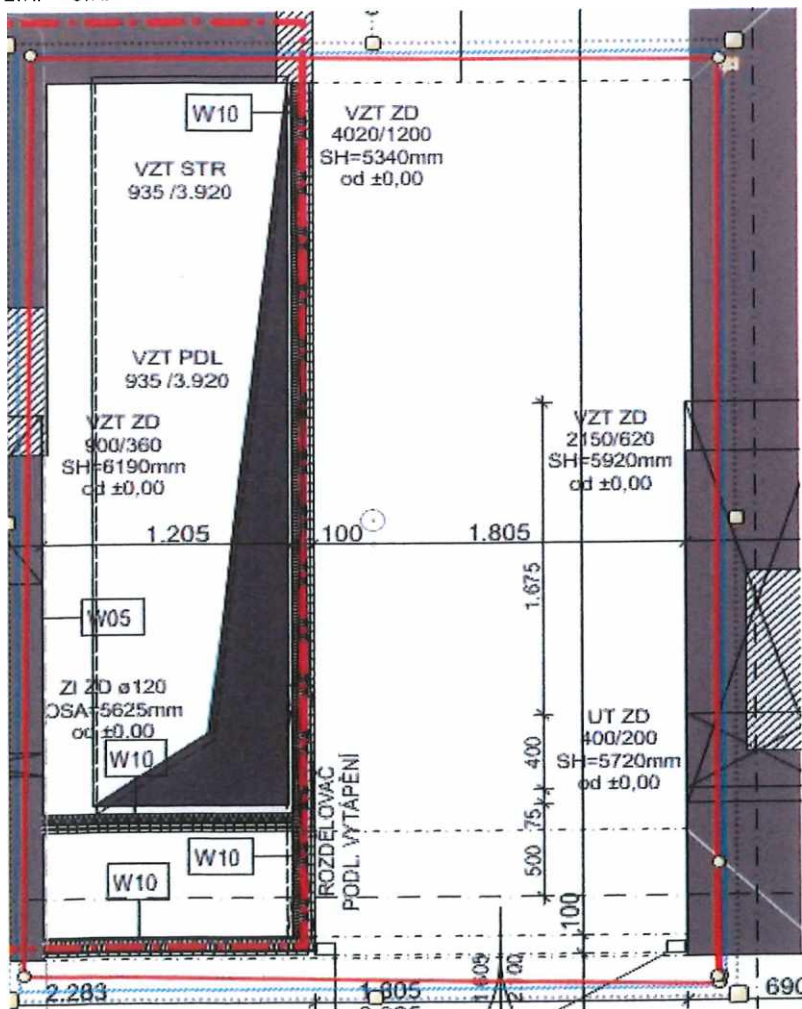 W10
VZT ZD
4020/1200
SH=5340mm
od ±0,00
VZT STR
935 /3.920
VZT PDL
935 /3.920
VZT ZD
900/360
SH=6190mm
od ±0,00
VZT ZD
2150/620
SH=5920mm
od ±0,00
1.205
100
1.805
1.675
W05
ZI ZD ø120
OSA=5625mm
od ±0.00
W10
UT ZD
400/200
SH=5720mm
od ±0,00
400
75
500
ROZDELOVAČ
PODL. VYTÁPĚNÍ
W10
W10
100
2.283
1.805
690